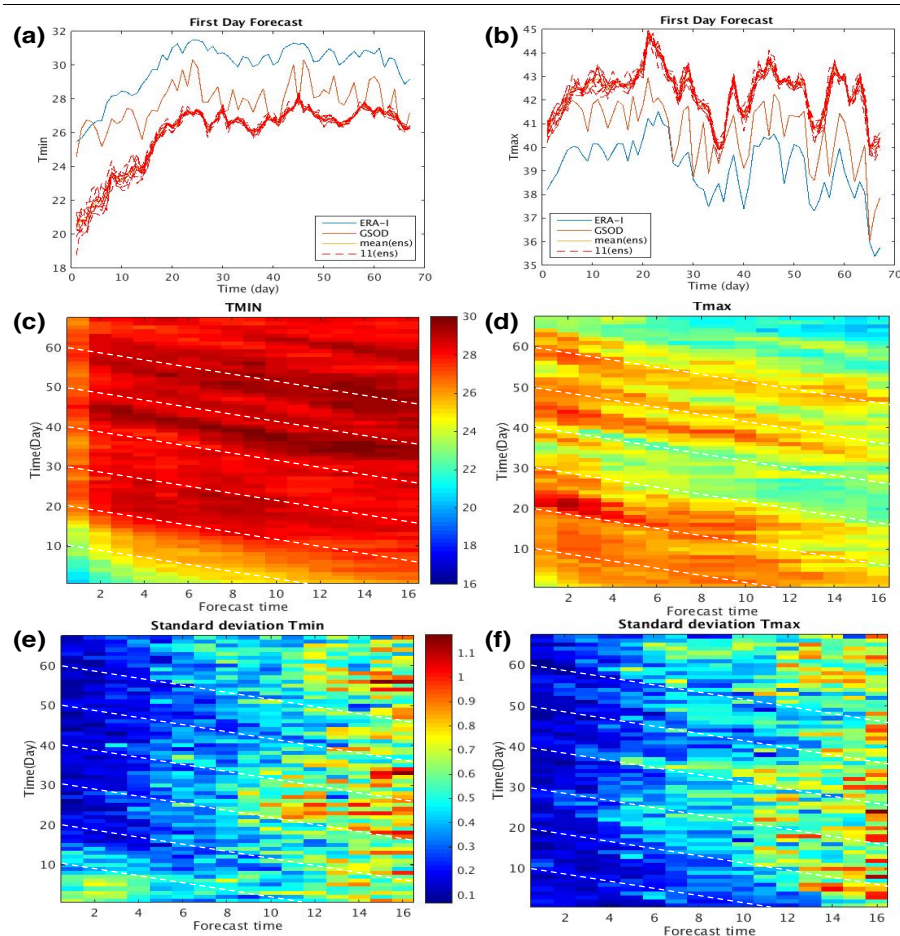 First Day Forecast
(a)
Tmin
32
30
28
26
24
22
20
18
0 10 20 30 40 50 60 70
Time (day)
ERA-I
GSOD
mean(ens)
11(ens)
First Day Forecast
(b)
Tmax
45
44
43
42
41
40
39
38
37
36
35
0 10 20 30 40 50 60 70
Time (day)
ERA-I
GSOD
mean(ens)
11(ens)
(c)
TMIN
Time(Day)
60
50
40
30
20
10
2 4 6 8 10 12 14 16
Forecast time
30
28
26
24
22
20
18
16
(d)
Tmax
Time(Day)
60
50
40
30
20
10
2 4 6 8 10 12 14 16
Forecast time
(e)
Standard deviation Tmin
Time(Day)
60
50
40
30
20
10
2 4 6 8 10 12 14 16
Forecast time
1.1
1
0.9
0.8
0.7
0.6
0.5
0.4
0.3
0.2
0.1
(f)
Standard deviation Tmax
Time(Day)
60
50
40
30
20
10
2 4 6 8 10 12 14 16
Forecast time